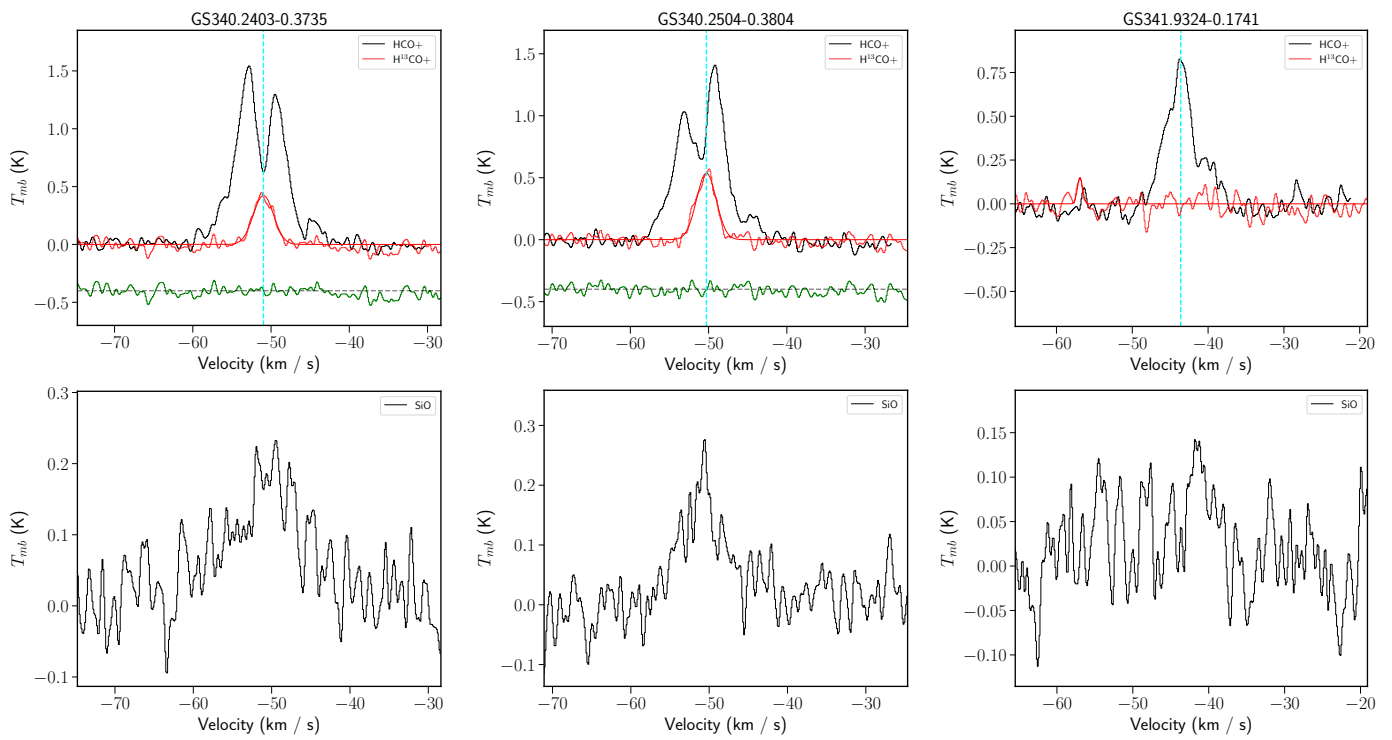 GS340.2403-0.3735
HCO+
H¹³CO+
1.5
1.0
0.5
0.0
−0.5
T_mb (K)
−70 −60 −50 −40 −30
Velocity (km / s)
GS340.2504-0.3804
HCO+
H¹³CO+
1.5
1.0
0.5
0.0
−0.5
T_mb (K)
−70 −60 −50 −40 −30
Velocity (km / s)
GS341.9324-0.1741
HCO+
H¹³CO+
0.75
0.50
0.25
0.00
−0.25
−0.50
T_mb (K)
−60 −50 −40 −30 −20
Velocity (km / s)
SiO
0.3
0.2
0.1
0.0
−0.1
T_mb (K)
−70 −60 −50 −40 −30
Velocity (km / s)
SiO
0.3
0.2
0.1
0.0
−0.1
T_mb (K)
−70 −60 −50 −40 −30
Velocity (km / s)
SiO
0.15
0.10
0.05
0.00
−0.05
−0.10
T_mb (K)
−60 −50 −40 −30 −20
Velocity (km / s)